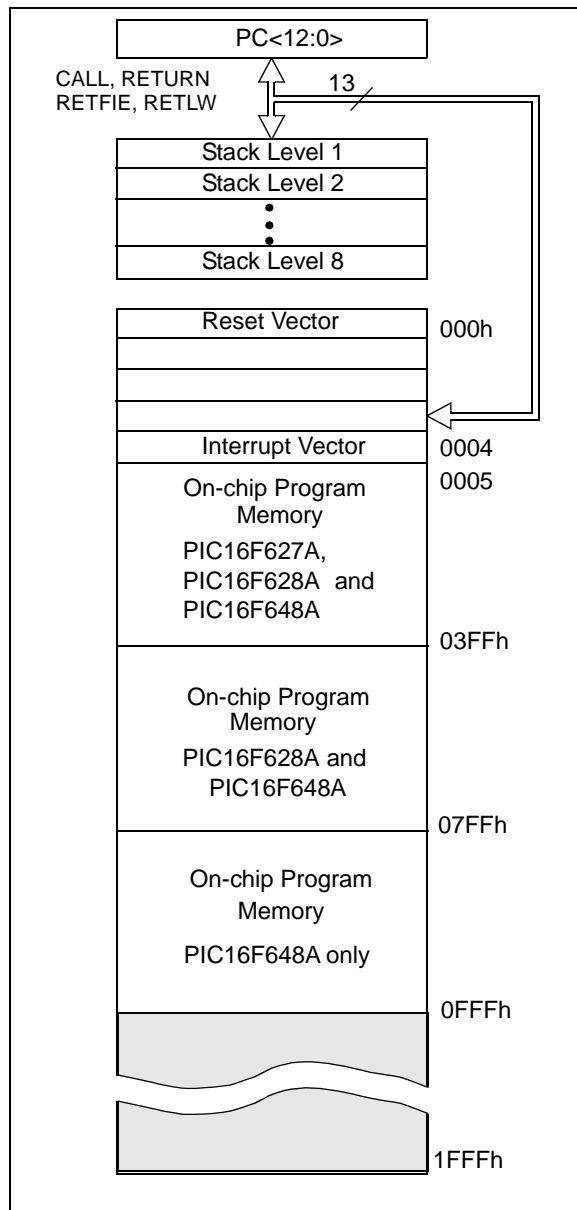 PC<12:0>
CALL, RETURN
RETFIE, RETLW
13
Stack Level 1
Stack Level 2
Stack Level 8
Reset Vector
000h
Interrupt Vector
0004
0005
On-chip Program
Memory
PIC16F627A,
PIC16F628A and
PIC16F648A
03FFh
On-chip Program
Memory
PIC16F628A and
PIC16F648A
07FFh
On-chip Program
Memory
PIC16F648A only
0FFFh
1FFFh